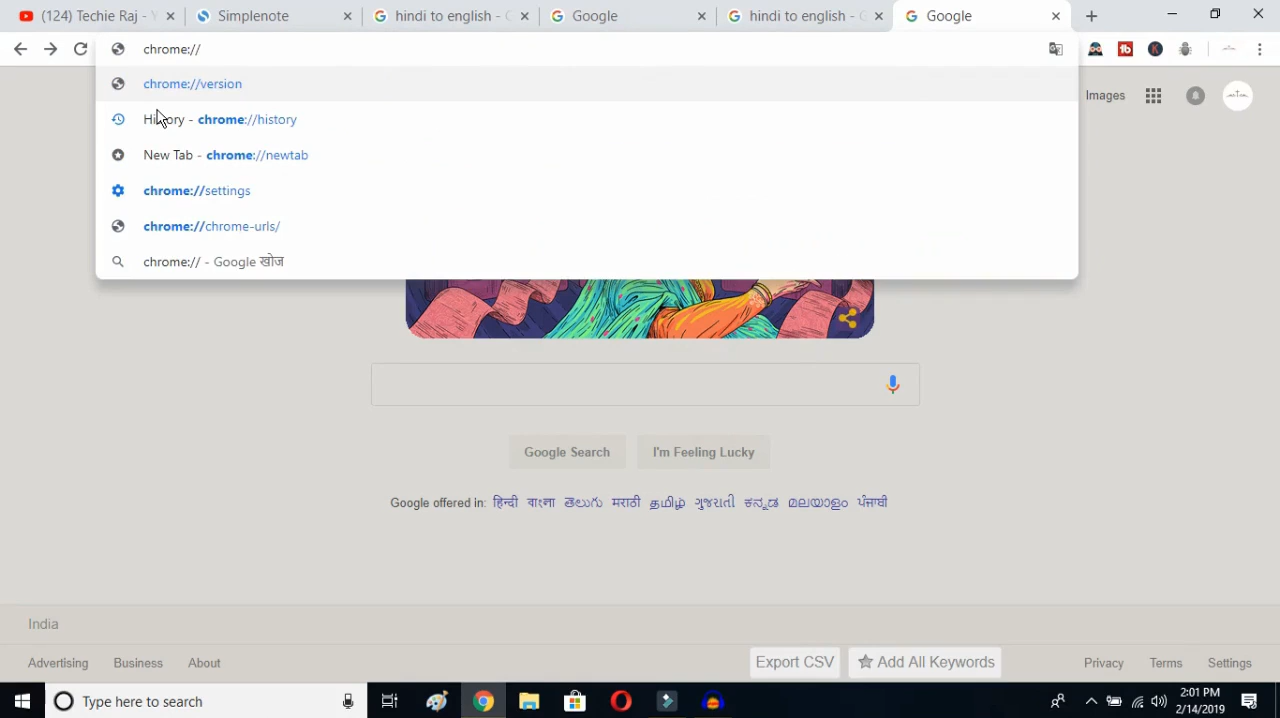 (124) Techie Raj - Y
Simplenote
hindi to english - G
Google
hindi to english - G
Google
chrome://
chrome://version
History - chrome://history
New Tab - chrome://newtab
chrome://settings
chrome://chrome-urls/
chrome:// - Google खोज
Images
Google Search
I'm Feeling Lucky
Google offered in: हिन्दी বাংলা తెలుగు मराठी தமிழ் ગુજરાતી ಕನ್ನಡ മലയാളം ਪੰਜਾਬੀ
India
Advertising Business About
Export CSV
Add All Keywords
Privacy Terms Settings
Type here to search
2:01 PM
2/14/2019